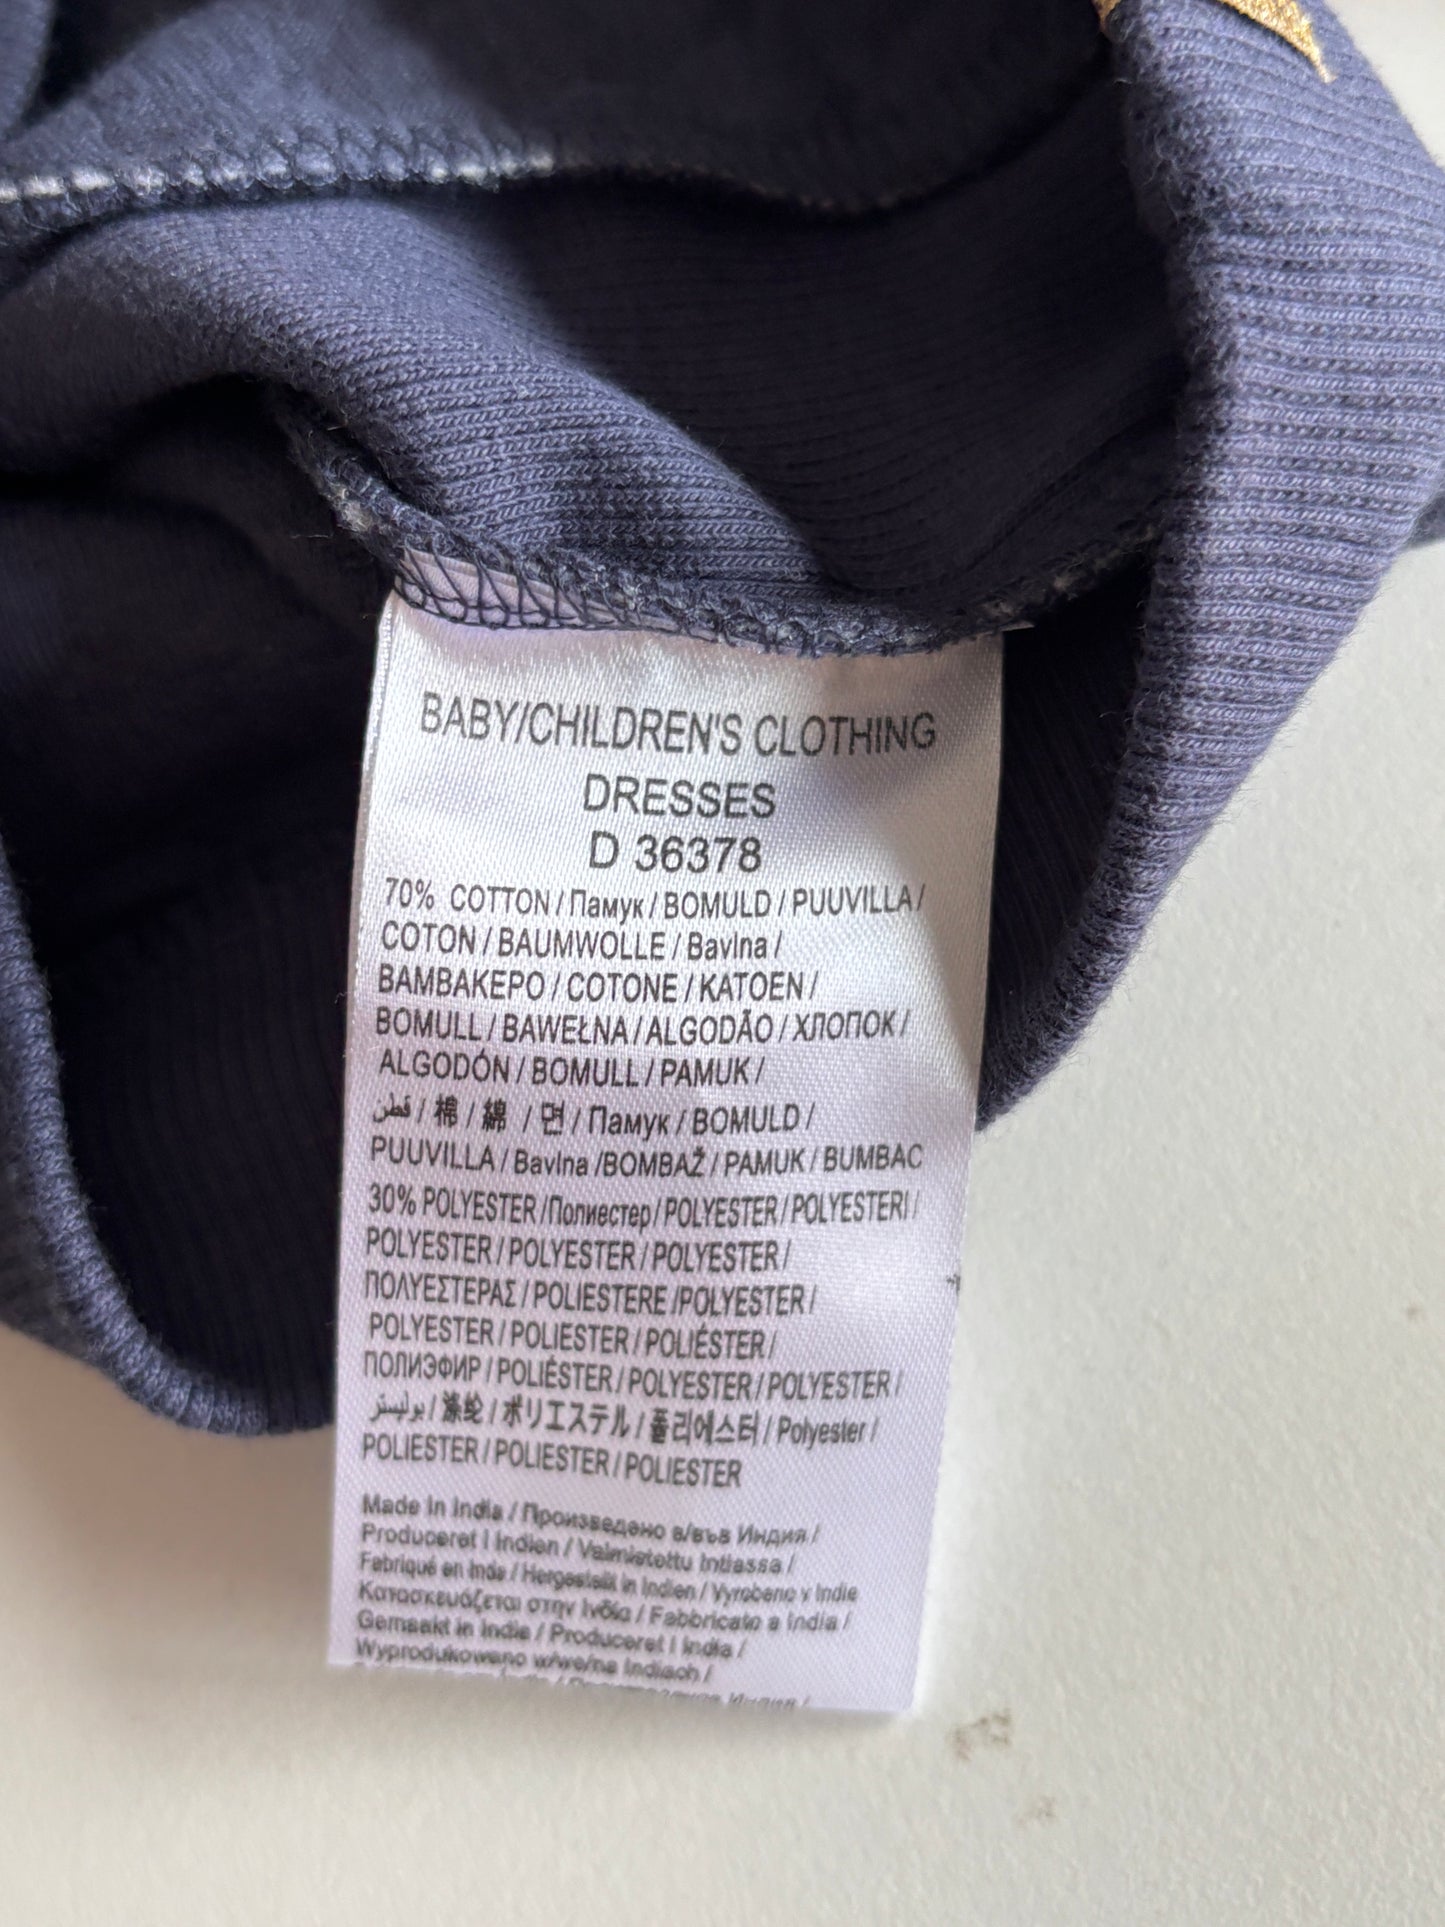 BABY/CHILDREN'S CLOTHING
DRESSES
D 36378
70% COTTON / Памук / BOMULD / PUUVILLA /
COTON / BAUMWOLLE / Bavlna /
ΒΑΜΒΑΚΕΡΟ / COTONE / KATOEN /
BOMULL / BAWEŁNA / ALGODÃO / ХЛОПОК /
ALGODÓN / BOMULL / PAMUK /
قطن / 棉 / 綿 / 면 / Памук / BOMULD /
PUUVILLA / Bavlna /BOMBAŽ / PAMUK / BUMBAC
30% POLYESTER /Полиестер/ POLYESTER / POLYESTERI /
POLYESTER / POLYESTER / POLYESTER /
ΠΟΛΥΕΣΤΕΡΑΣ / POLIESTERE /POLYESTER /
POLYESTER / POLIESTER / POLIÉSTER /
ПОЛИЭФИР / POLIÉSTER / POLYESTER / POLYESTER /
بوليستر / 涤纶 / ポリエステル / 폴리에스터 / Polyester /
POLIESTER / POLIESTER / POLIESTER
Made in India / Произведено в/във Индия /
Produceret i Indien / Valmistettu Intiassa /
Fabriqué en Inde / Hergestellt in Indien / Vyrobeno v Indie
Κατασκευάζεται στην Ινδία / Fabbricato a India /
Gemaakt in India / Produceret i India /
Wyprodukowano w/we/na Indiach /